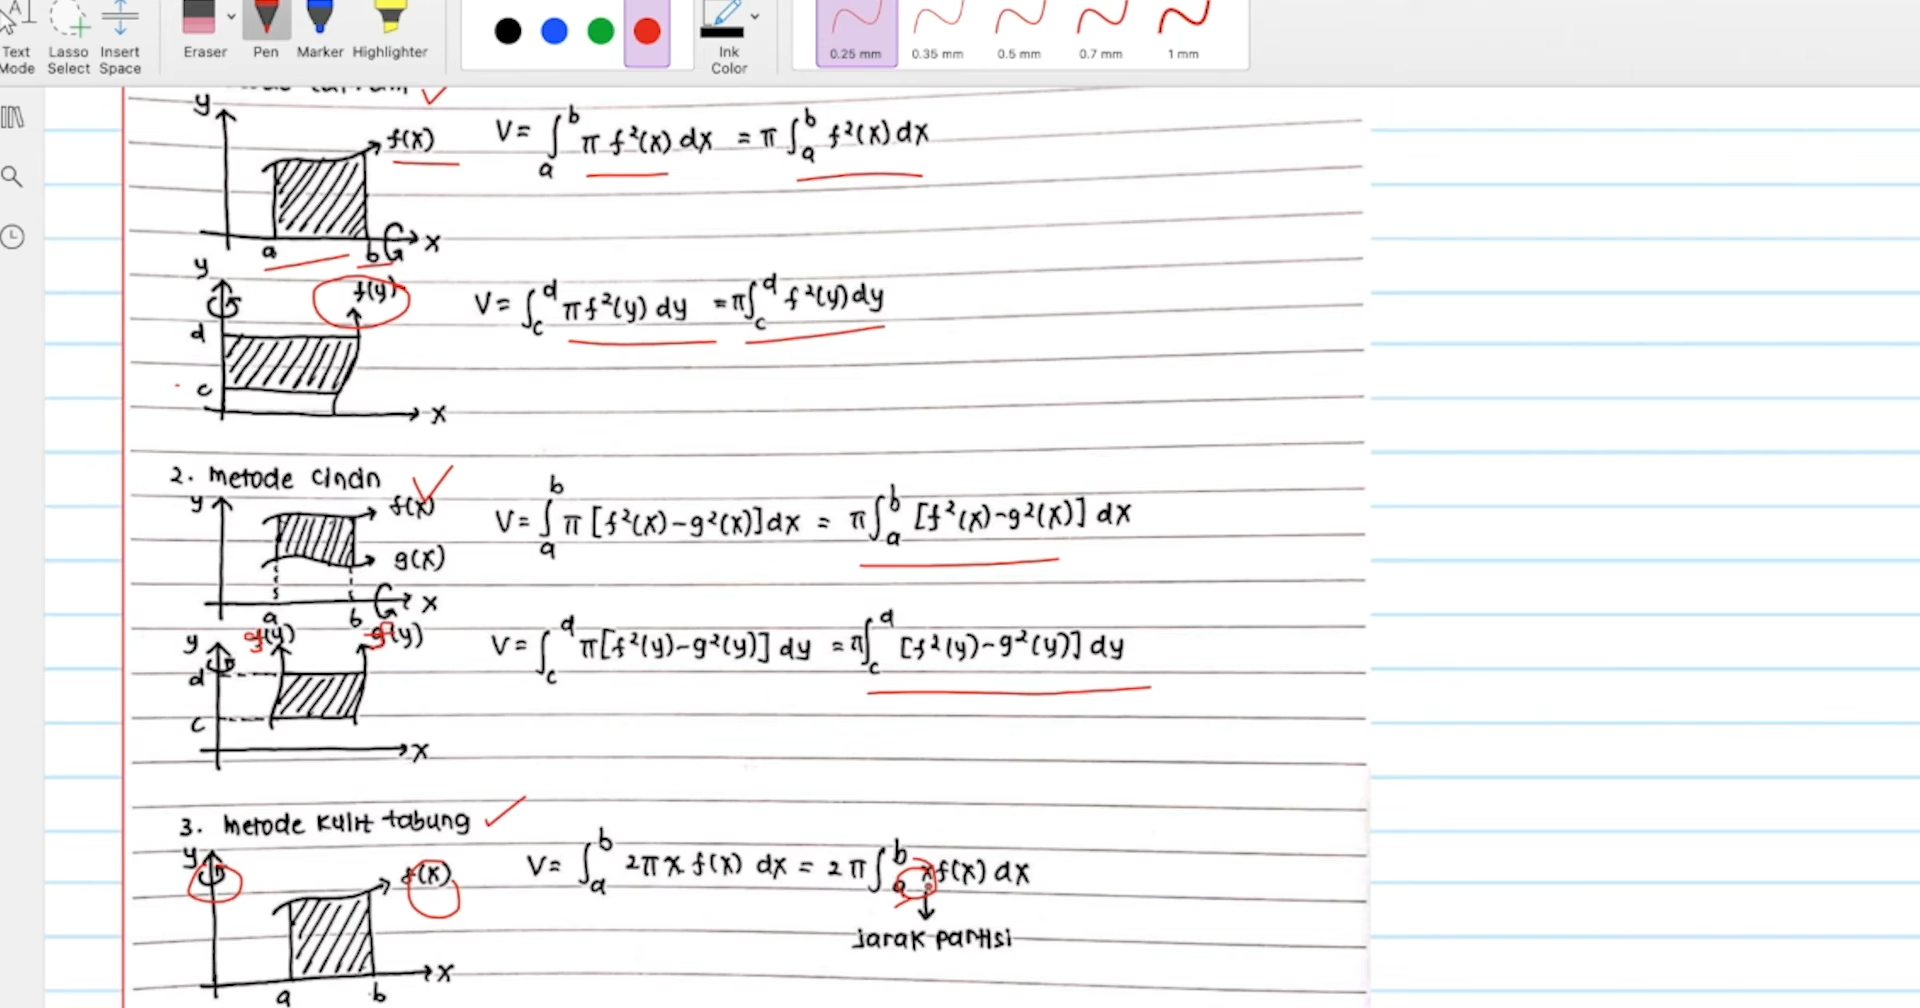 Text Mode
Lasso Select
Insert Space
Eraser
Pen
Marker
Highlighter
Ink Color
0.25 mm
0.35 mm
0.5 mm
0.7 mm
1 mm
y f(x) V = ∫_a^b π f²(x) dx = π ∫_a^b f²(x) dx
a b x
y f(y) V = ∫_c^d π f²(y) dy = π ∫_c^d f²(y) dy
d
c
x
2. metode cincin
y f(x) V = ∫_a^b π [f²(x) - g²(x)] dx = π ∫_a^b [f²(x) - g²(x)] dx
g(x)
a b x
y (y) (y) V = ∫_c^d π [f²(y) - g²(y)] dy = π ∫_c^d [f²(y) - g²(y)] dy
d
c
x
3. metode kulit tabung
y f(x) V = ∫_a^b 2πx f(x) dx = 2π ∫_a^b x f(x) dx
jarak partisi
a b x